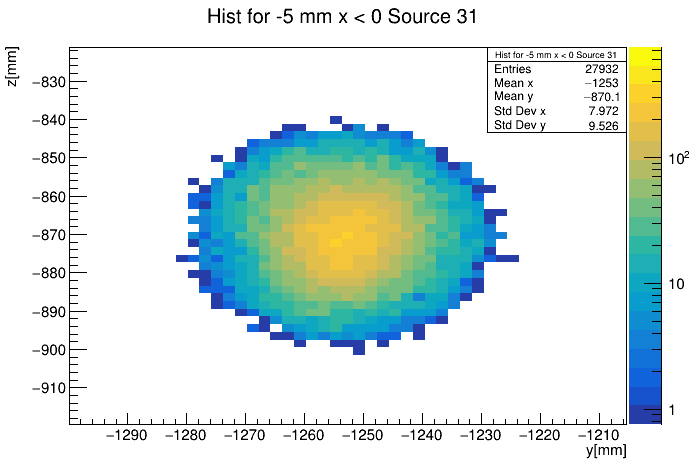 Hist for -5 mm x < 0 Source 31
z[mm]
Hist for -5 mm x < 0 Source 31
Entries 27932
Mean x −1253
Mean y −870.1
Std Dev x 7.972
Std Dev y 9.526
−830
−840
−850
−860
−870
−880
−890
−900
−910
10²
10
1
−1290 −1280 −1270 −1260 −1250 −1240 −1230 −1220 −1210
y[mm]